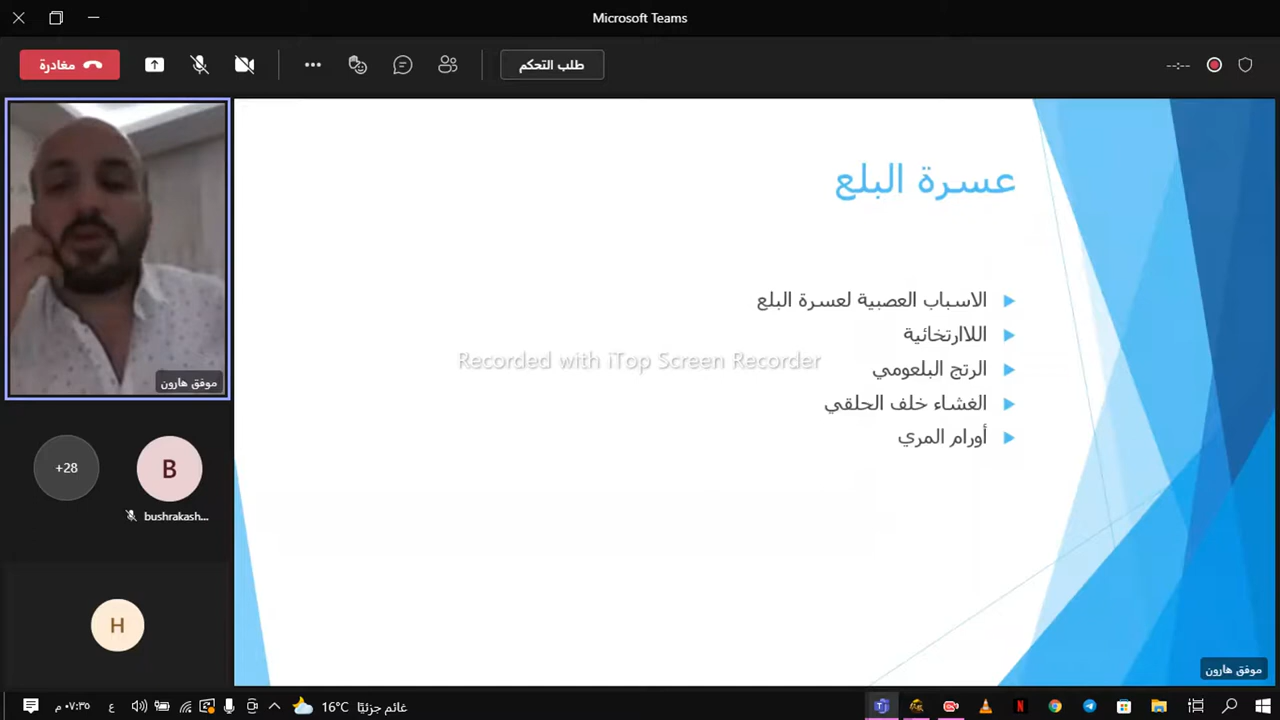 Microsoft Teams
مغادرة
طلب التحكم
--:--
موفق هارون
+28
B
bushrakash...
H
عسرة البلع
الاسباب العصبية لعسرة البلع
اللاارتخائية
الرتج البلعومي
الغشاء خلف الحلقي
أورام المري
Recorded with iTop Screen Recorder
موفق هارون
٠٧:٣٥ م
ع
16°C غائم جزئيًا